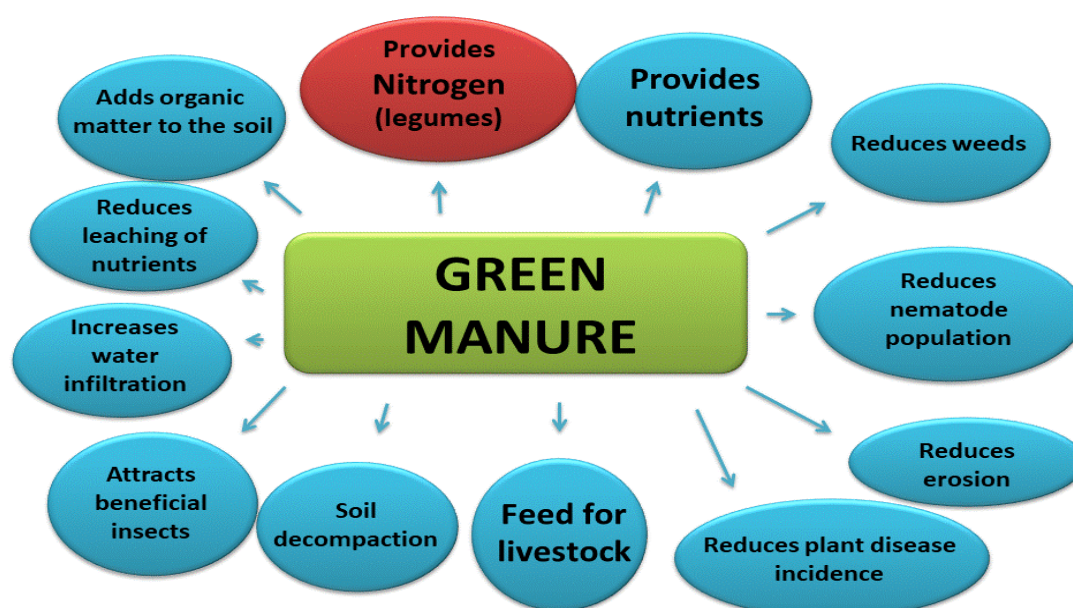 Provides
Nitrogen
(legumes)
Provides
nutrients
Adds organic
matter to the soil
Reduces weeds
Reduces
leaching of
nutrients
GREEN
MANURE
Reduces
nematode
population
Increases
water
infiltration
Reduces
erosion
Attracts
beneficial
insects
Soil
decompaction
Feed for
livestock
Reduces plant disease
incidence